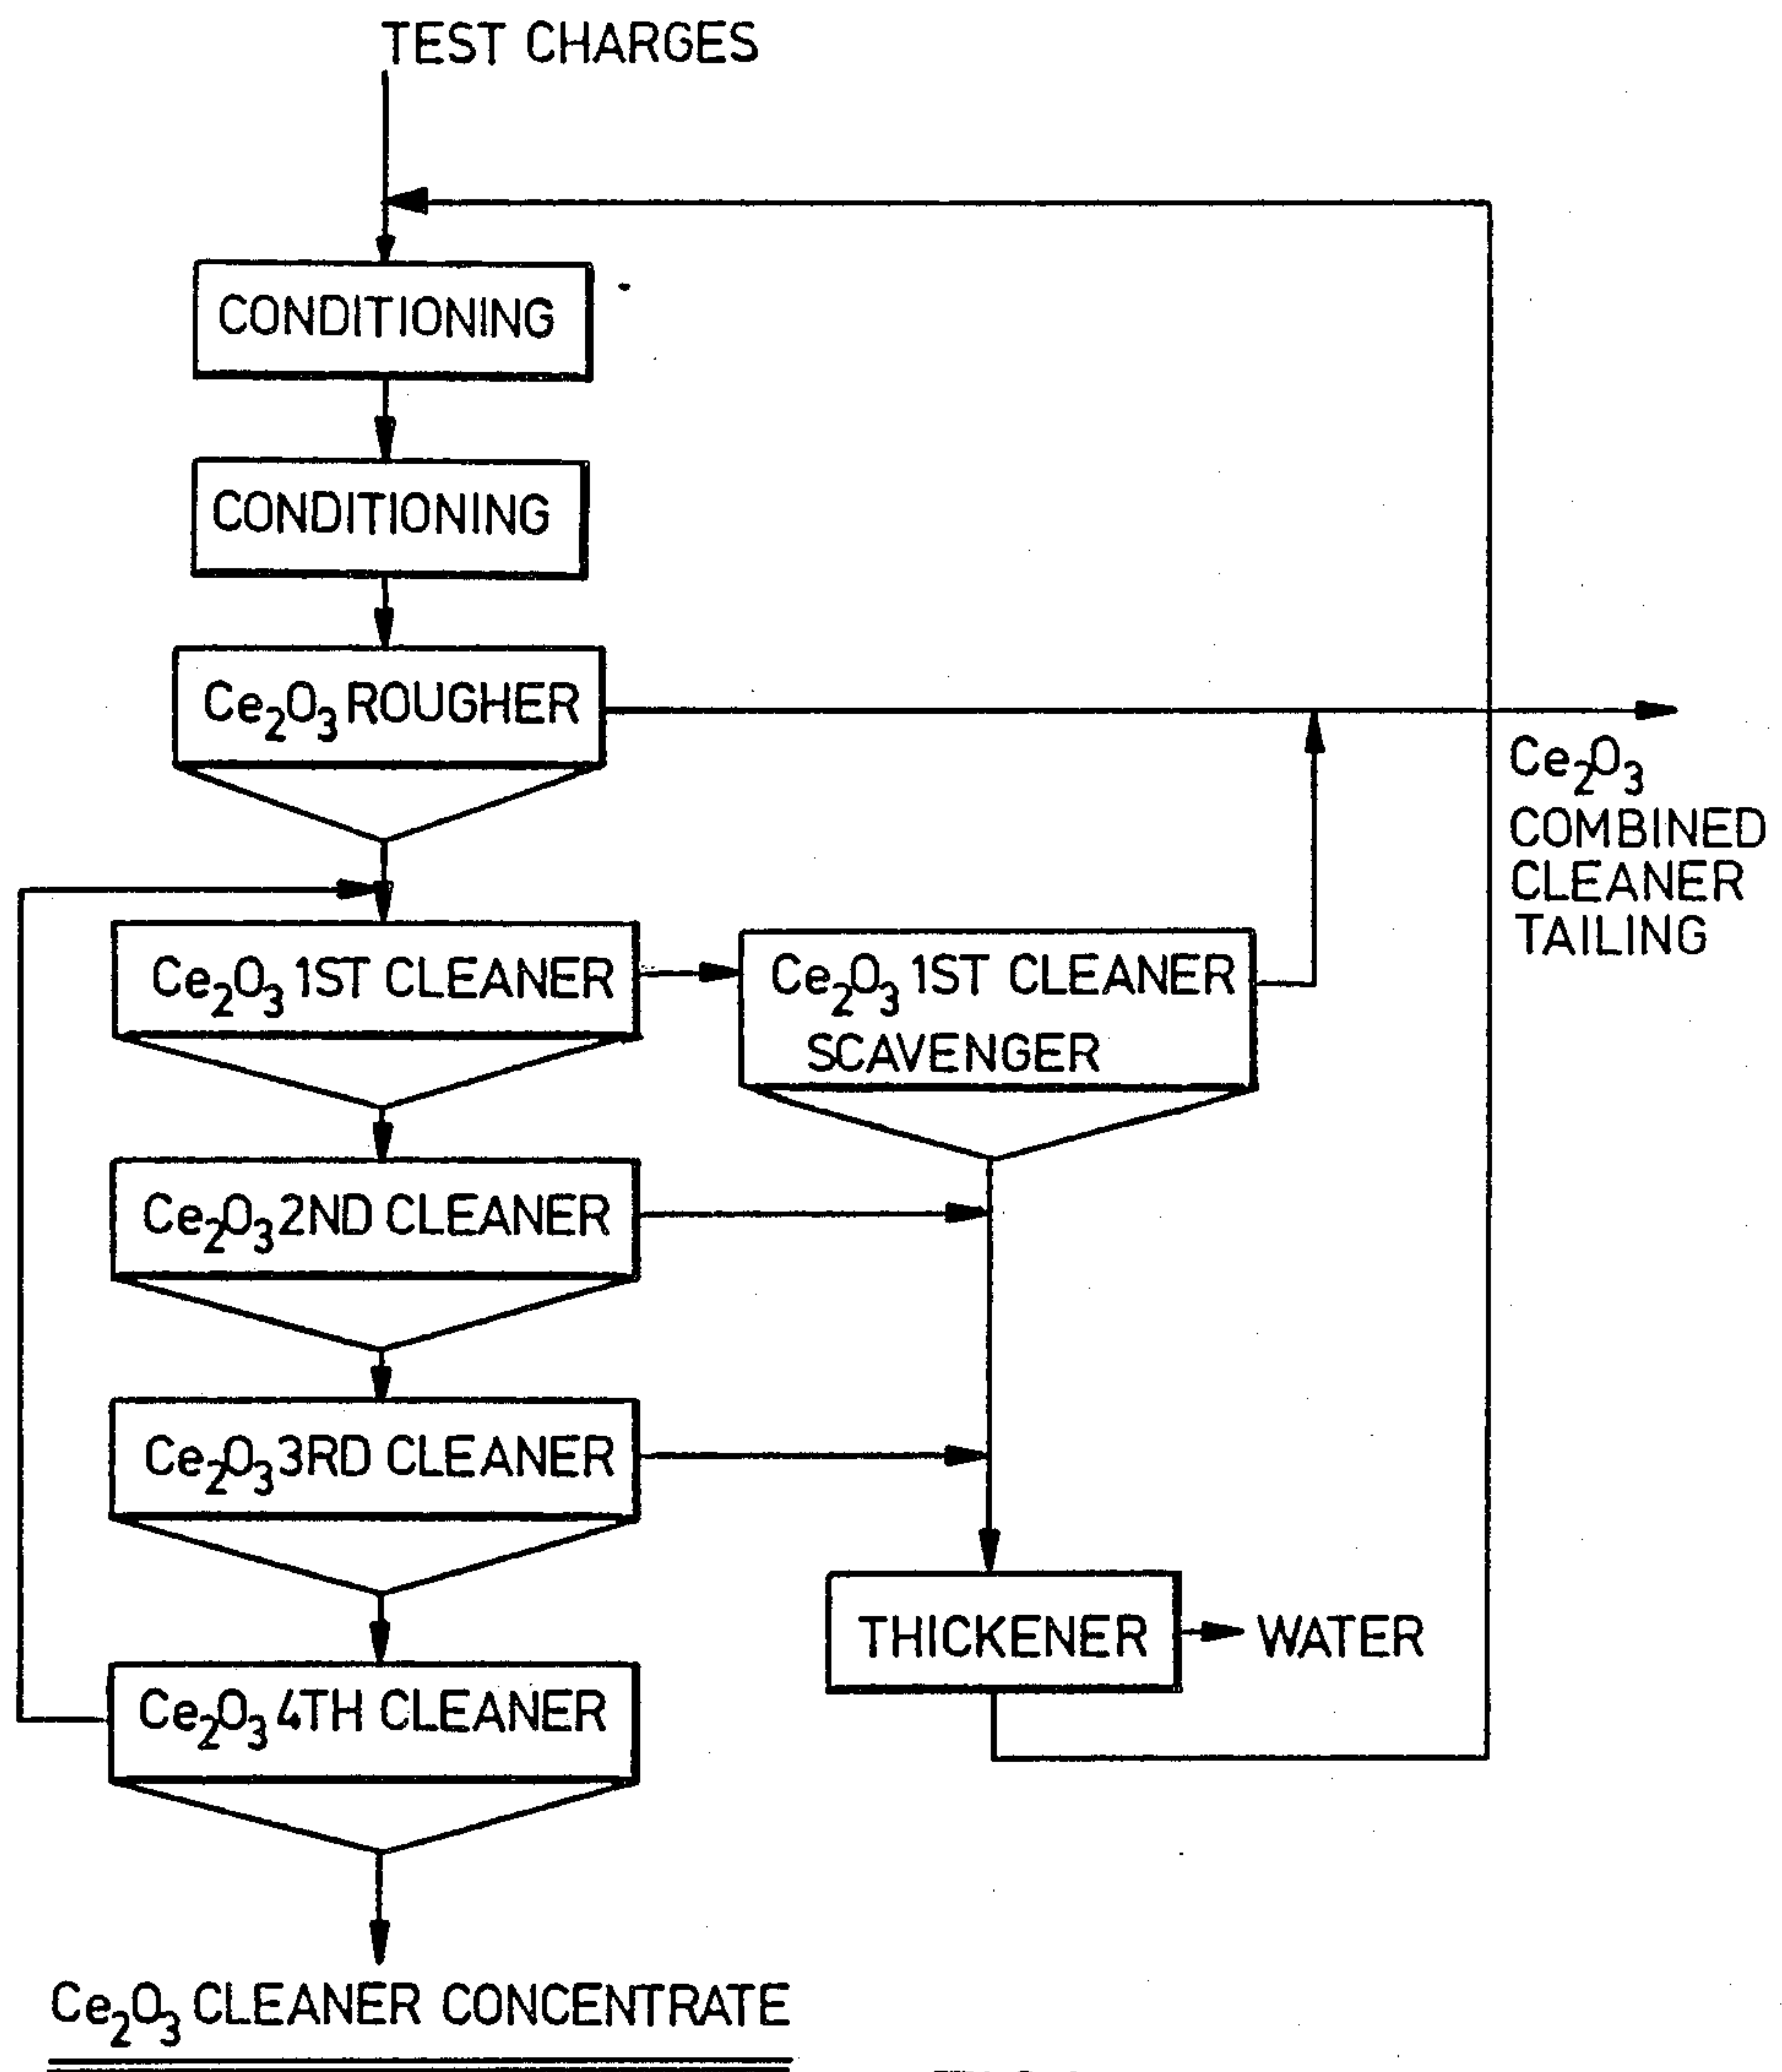 TEST CHARGES
CONDITIONING
CONDITIONING
Ce₂O₃ ROUGHER
Ce₂O₃
COMBINED
CLEANER
TAILING
Ce₂O₃ 1ST CLEANER
Ce₂O₃ 1ST CLEANER
SCAVENGER
Ce₂O₃ 2ND CLEANER
Ce₂O₃ 3RD CLEANER
THICKENER
WATER
Ce₂O₃ 4TH CLEANER
Ce₂O₃ CLEANER CONCENTRATE